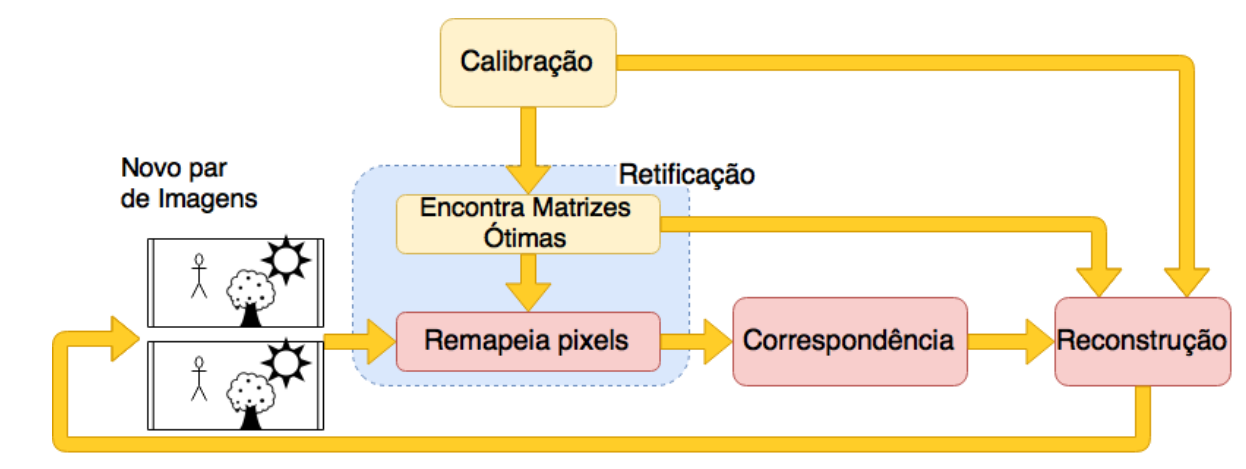 Calibração
Novo par
de Imagens
Retificação
Encontra Matrizes
Ótimas
Remapeia pixels
Correspondência
Reconstrução